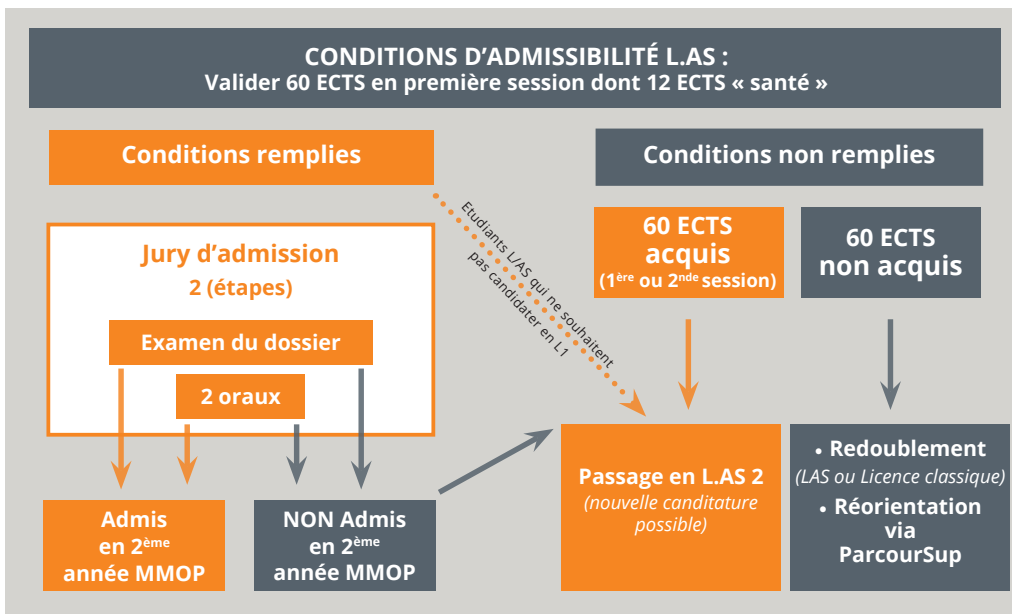 CONDITIONS D’ADMISSIBILITÉ L.AS :
Valider 60 ECTS en première session dont 12 ECTS « santé »
Conditions remplies
Conditions non remplies
Etudiants L/AS qui ne souhaitent
pas candidater en L1
Jury d’admission
2 (étapes)
Examen du dossier
2 oraux
60 ECTS
acquis
(1ère ou 2nde session)
60 ECTS
non acquis
Admis
en 2ème
année MMOP
NON Admis
en 2ème
année MMOP
Passage en L.AS 2
(nouvelle canditature
possible)
• Redoublement
(LAS ou Licence classique)
• Réorientation
via
ParcourSup